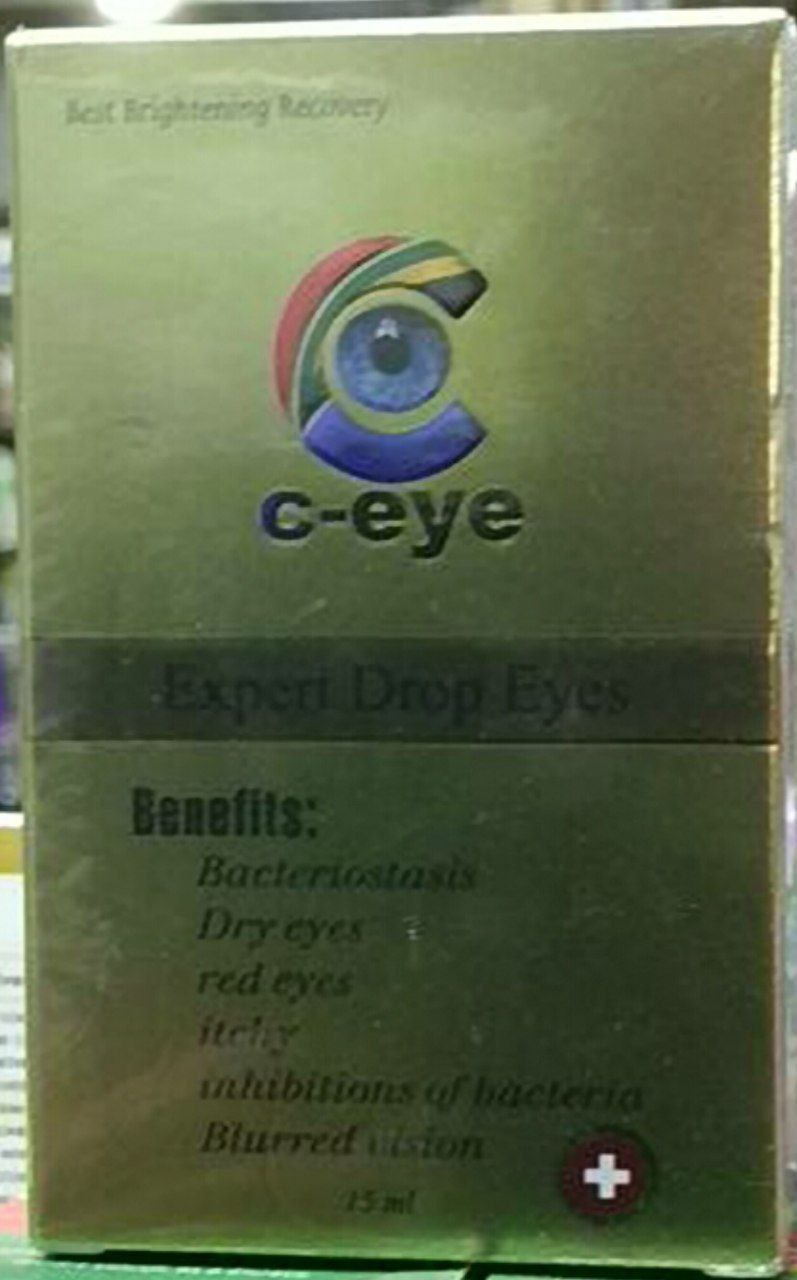 Best Brightening Recovery
c-eye
Expert Drop Eyes
Benefits:
Bacteriostasis
Dry eyes
red eyes
itchy
inhibitions of bacteria
Blurred vision
15 ml